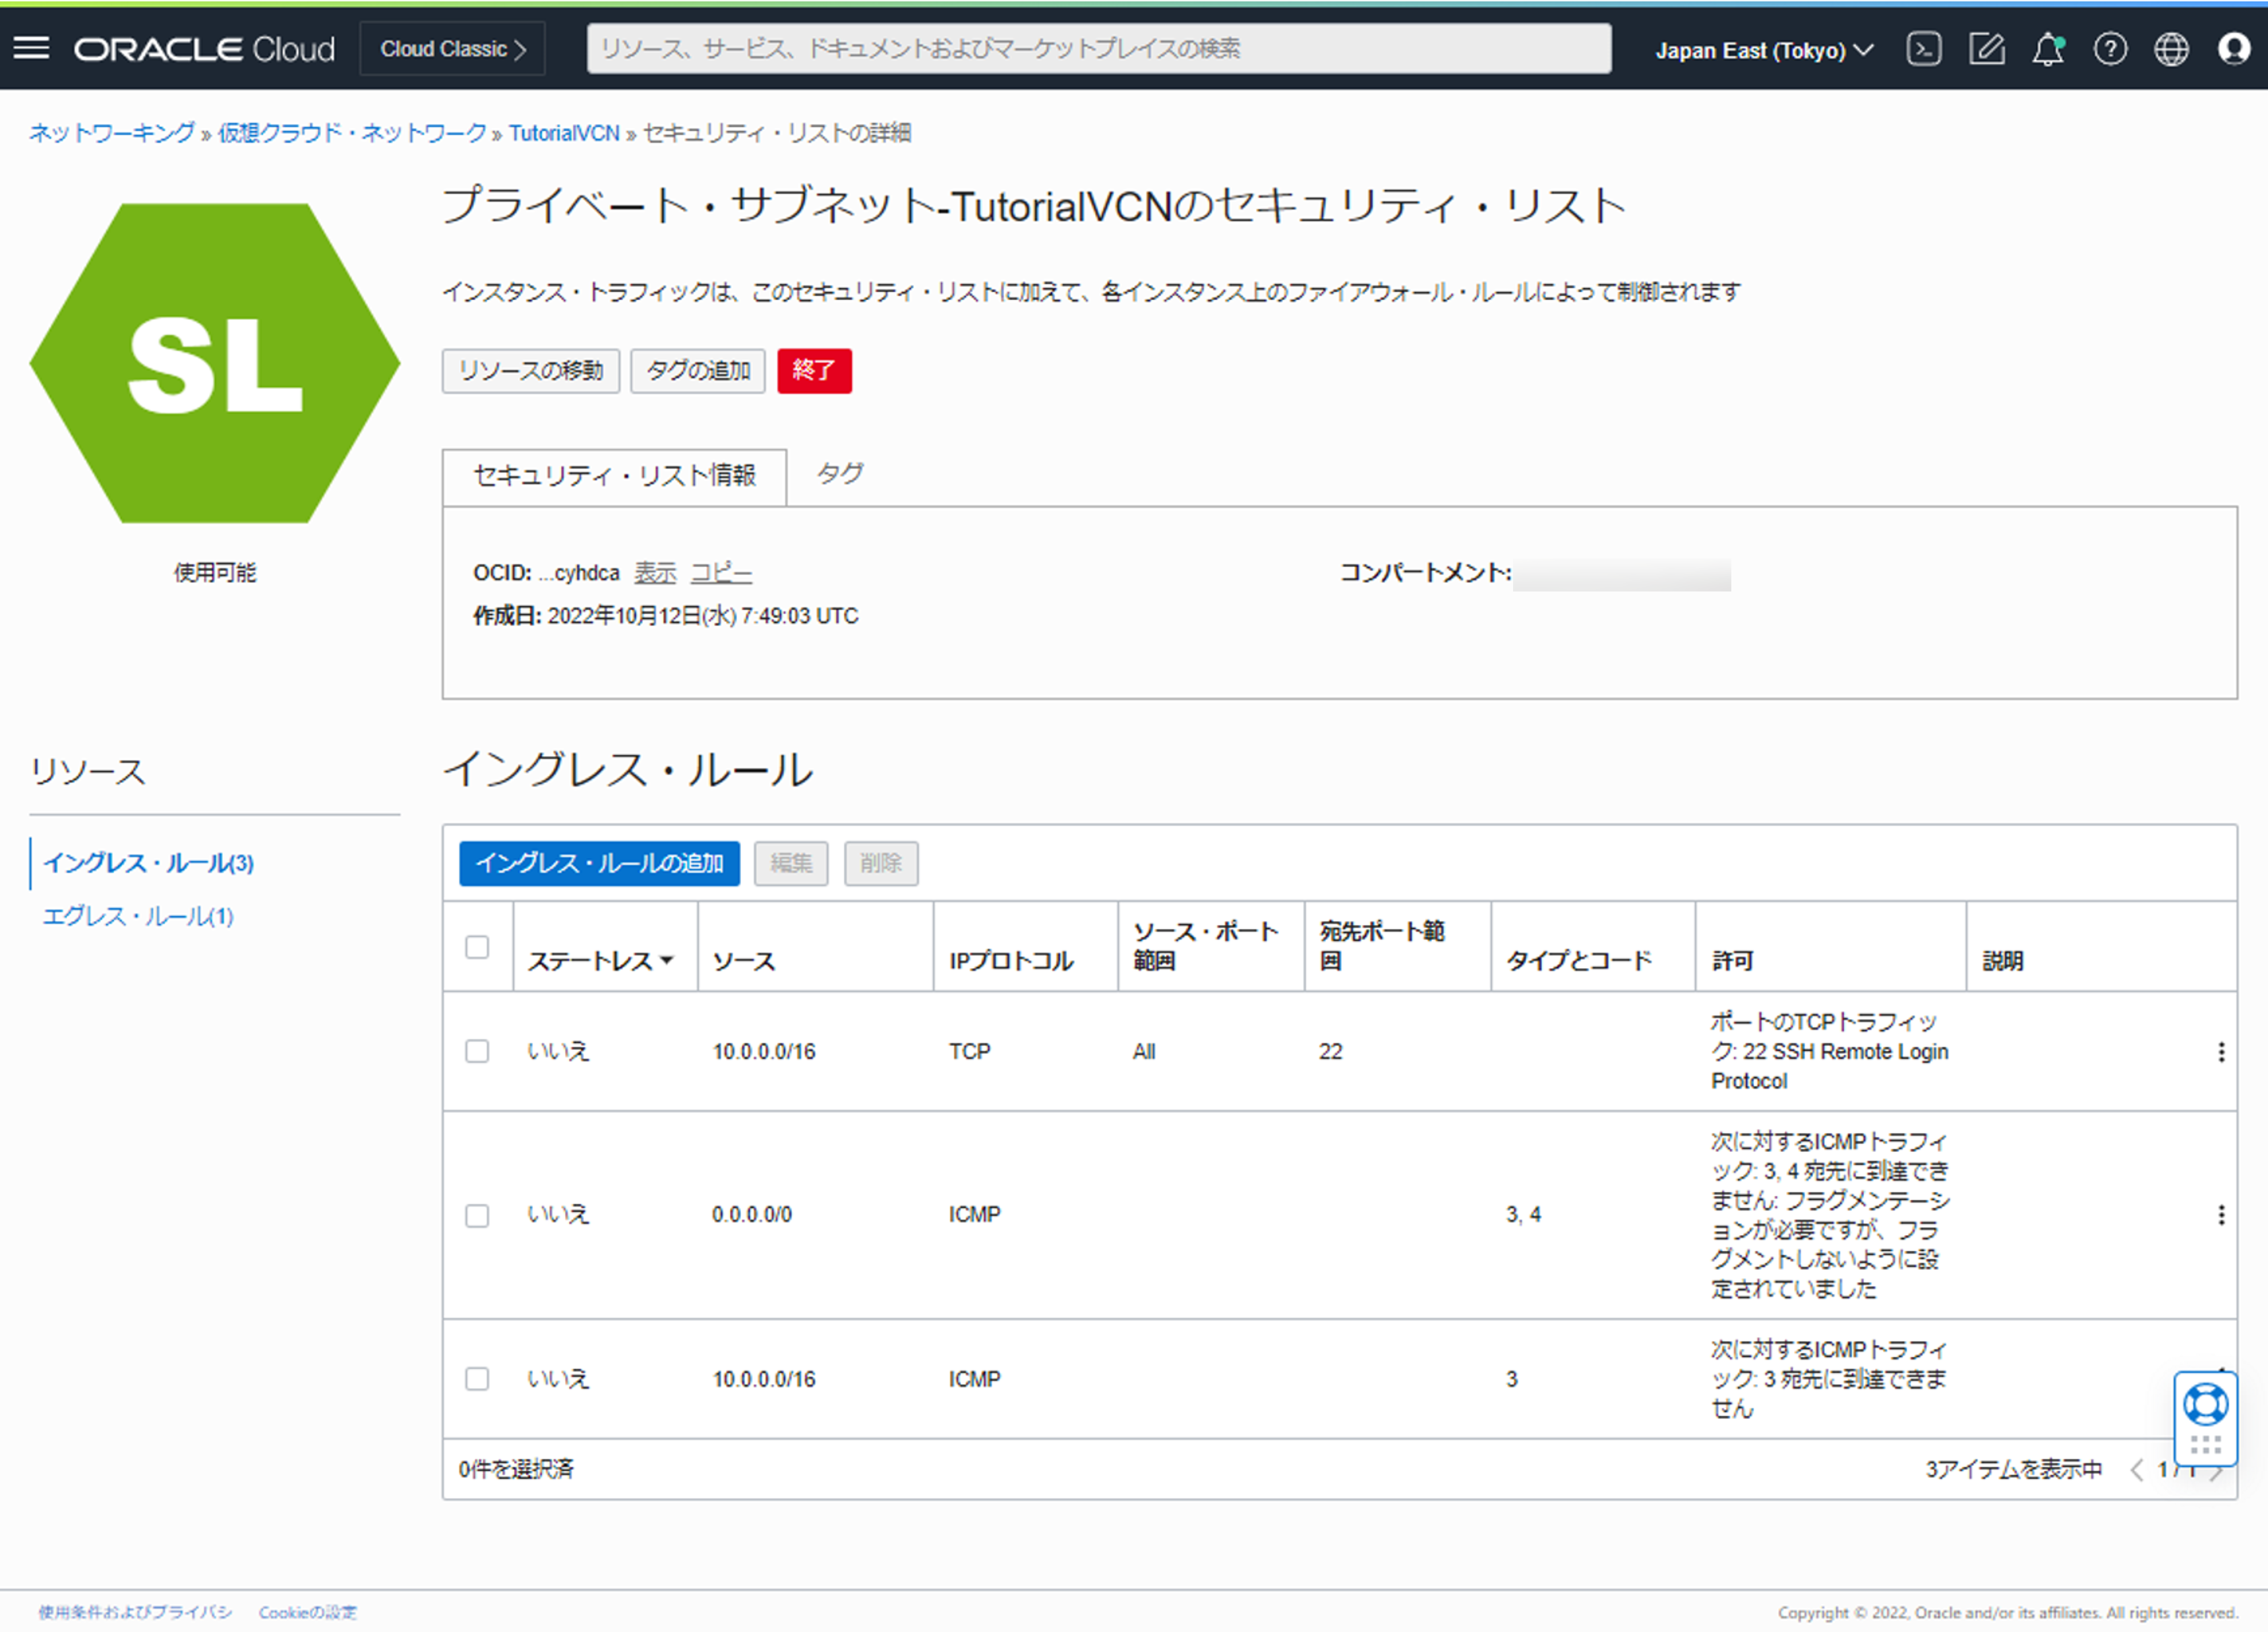 ORACLE Cloud
Cloud Classic
リソース、サービス、ドキュメントおよびマーケットプレイスの検索
Japan East (Tokyo)
ネットワーキング » 仮想クラウド・ネットワーク » TutorialVCN » セキュリティ・リストの詳細
SL
使用可能
プライベート・サブネット-TutorialVCNのセキュリティ・リスト
インスタンス・トラフィックは、このセキュリティ・リストに加えて、各インスタンス上のファイアウォール・ルールによって制御されます
リソースの移動 タグの追加 終了
セキュリティ・リスト情報 タグ
OCID: ...cyhdca 表示 コピー
コンパートメント:
作成日: 2022年10月12日(水) 7:49:03 UTC
リソース
イングレス・ルール(3)
エグレス・ルール(1)
イングレス・ルール
イングレス・ルールの追加 編集 削除
ステートレス ソース IPプロトコル ソース・ポート範囲 宛先ポート範囲 タイプとコード 許可 説明
いいえ 10.0.0.0/16 TCP All 22
ポートのTCPトラフィッ
ク: 22 SSH Remote Login
Protocol
いいえ 0.0.0.0/0 ICMP 3, 4
次に対するICMPトラフィ
ック: 3, 4 宛先に到達でき
ません: フラグメンテーシ
ョンが必要ですが、フラ
グメントしないように設
定されていました
いいえ 10.0.0.0/16 ICMP 3
次に対するICMPトラフィ
ック: 3 宛先に到達できま
せん
0件を選択済
3アイテムを表示中 1 / 1
使用条件およびプライバシ Cookieの設定
Copyright © 2022, Oracle and/or its affiliates. All rights reserved.